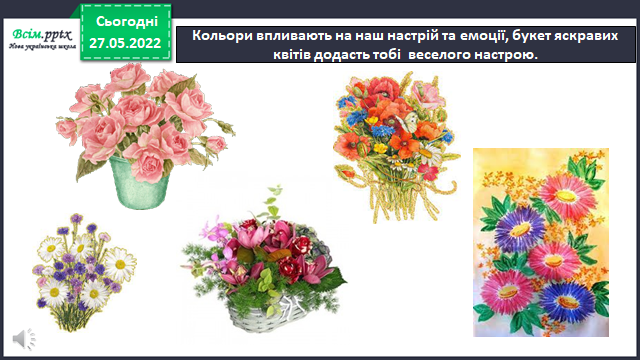 Всім.pptx
Нова українська школа
Сьогодні
27.05.2022
Кольори впливають на наш настрій та емоції, букет яскравих
квітів додасть тобі веселого настрою.